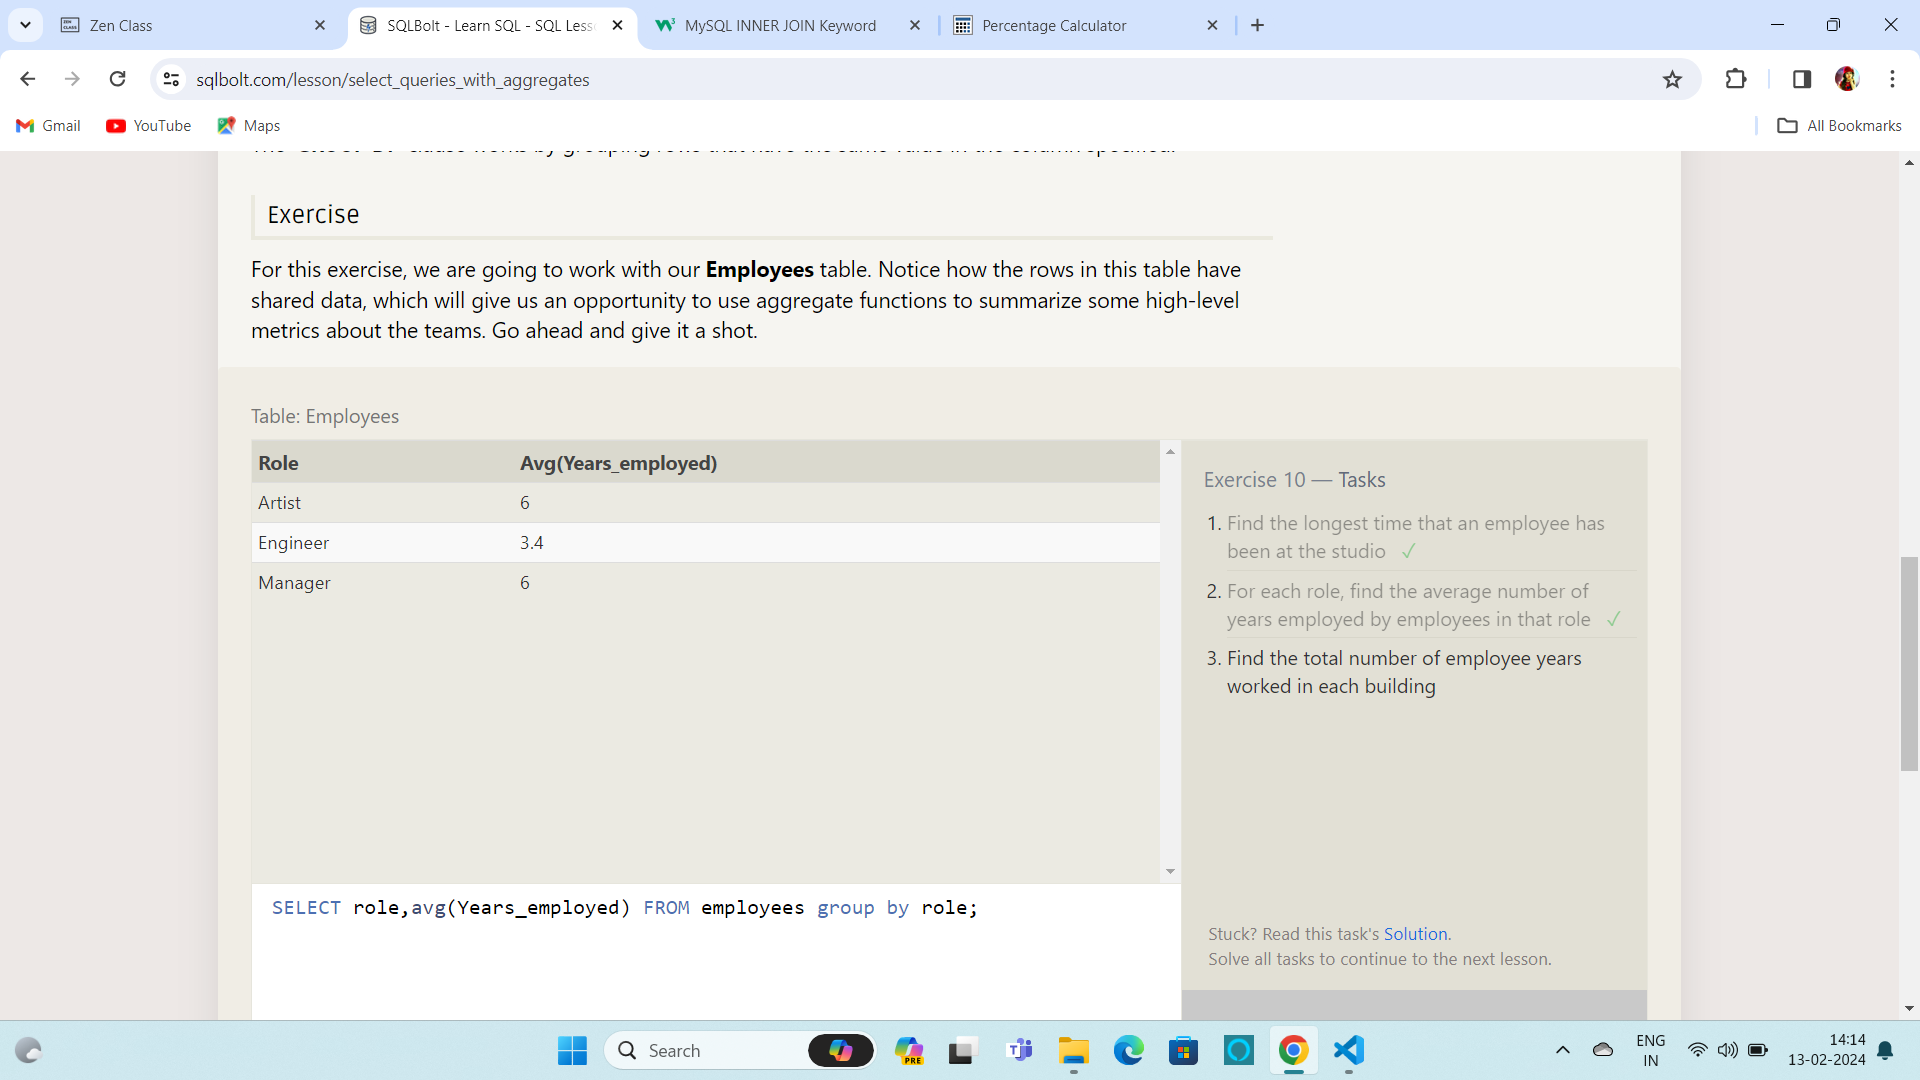 Zen Class
SQLBolt - Learn SQL - SQL Less
MySQL INNER JOIN Keyword
Percentage Calculator
sqlbolt.com/lesson/select_queries_with_aggregates
Gmail
YouTube
Maps
All Bookmarks
Exercise
For this exercise, we are going to work with our Employees table. Notice how the rows in this table have
shared data, which will give us an opportunity to use aggregate functions to summarize some high-level
metrics about the teams. Go ahead and give it a shot.
Table: Employees
Role Avg(Years_employed)
Artist 6
Engineer 3.4
Manager 6
Exercise 10 — Tasks
1. Find the longest time that an employee has
been at the studio ✓
2. For each role, find the average number of
years employed by employees in that role ✓
3. Find the total number of employee years
worked in each building
SELECT role,avg(Years_employed) FROM employees group by role;
Stuck? Read this task's Solution.
Solve all tasks to continue to the next lesson.
Search
PRE
ENG
IN
14:14
13-02-2024